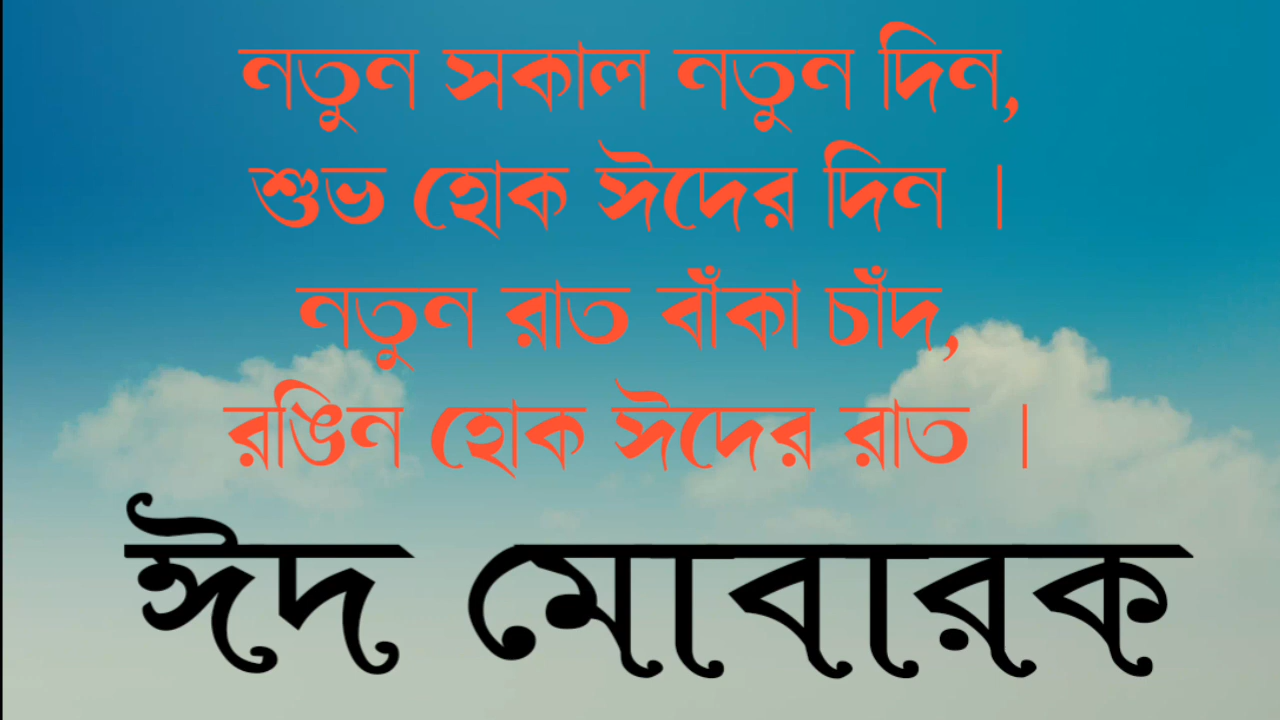 নতুন সকাল নতুন দিন,
শুভ হোক ঈদের দিন ।
নতুন রাত বাঁকা চাঁদ,
রঙিন হোক ঈদের রাত ।
ঈদ মোবারক